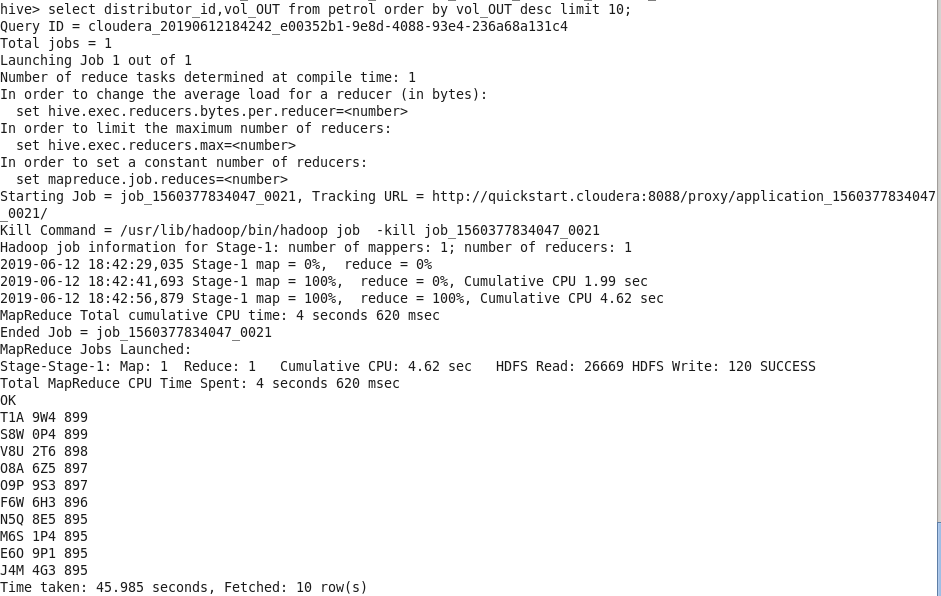 hive> select distributor_id,vol_OUT from petrol order by vol_OUT desc limit 10;
Query ID = cloudera_20190612184242_e00352b1-9e8d-4088-93e4-236a68a131c4
Total jobs = 1
Launching Job 1 out of 1
Number of reduce tasks determined at compile time: 1
In order to change the average load for a reducer (in bytes):
  set hive.exec.reducers.bytes.per.reducer=<number>
In order to limit the maximum number of reducers:
  set hive.exec.reducers.max=<number>
In order to set a constant number of reducers:
  set mapreduce.job.reduces=<number>
Starting Job = job_1560377834047_0021, Tracking URL = http://quickstart.cloudera:8088/proxy/application_1560377834047
_0021/
Kill Command = /usr/lib/hadoop/bin/hadoop job  -kill job_1560377834047_0021
Hadoop job information for Stage-1: number of mappers: 1; number of reducers: 1
2019-06-12 18:42:29,035 Stage-1 map = 0%,  reduce = 0%
2019-06-12 18:42:41,693 Stage-1 map = 100%,  reduce = 0%, Cumulative CPU 1.99 sec
2019-06-12 18:42:56,879 Stage-1 map = 100%,  reduce = 100%, Cumulative CPU 4.62 sec
MapReduce Total cumulative CPU time: 4 seconds 620 msec
Ended Job = job_1560377834047_0021
MapReduce Jobs Launched:
Stage-Stage-1: Map: 1  Reduce: 1   Cumulative CPU: 4.62 sec   HDFS Read: 26669 HDFS Write: 120 SUCCESS
Total MapReduce CPU Time Spent: 4 seconds 620 msec
OK
T1A 9W4 899
S8W 0P4 899
V8U 2T6 898
O8A 6Z5 897
O9P 9S3 897
F6W 6H3 896
N5Q 8E5 895
M6S 1P4 895
E6O 9P1 895
J4M 4G3 895
Time taken: 45.985 seconds, Fetched: 10 row(s)